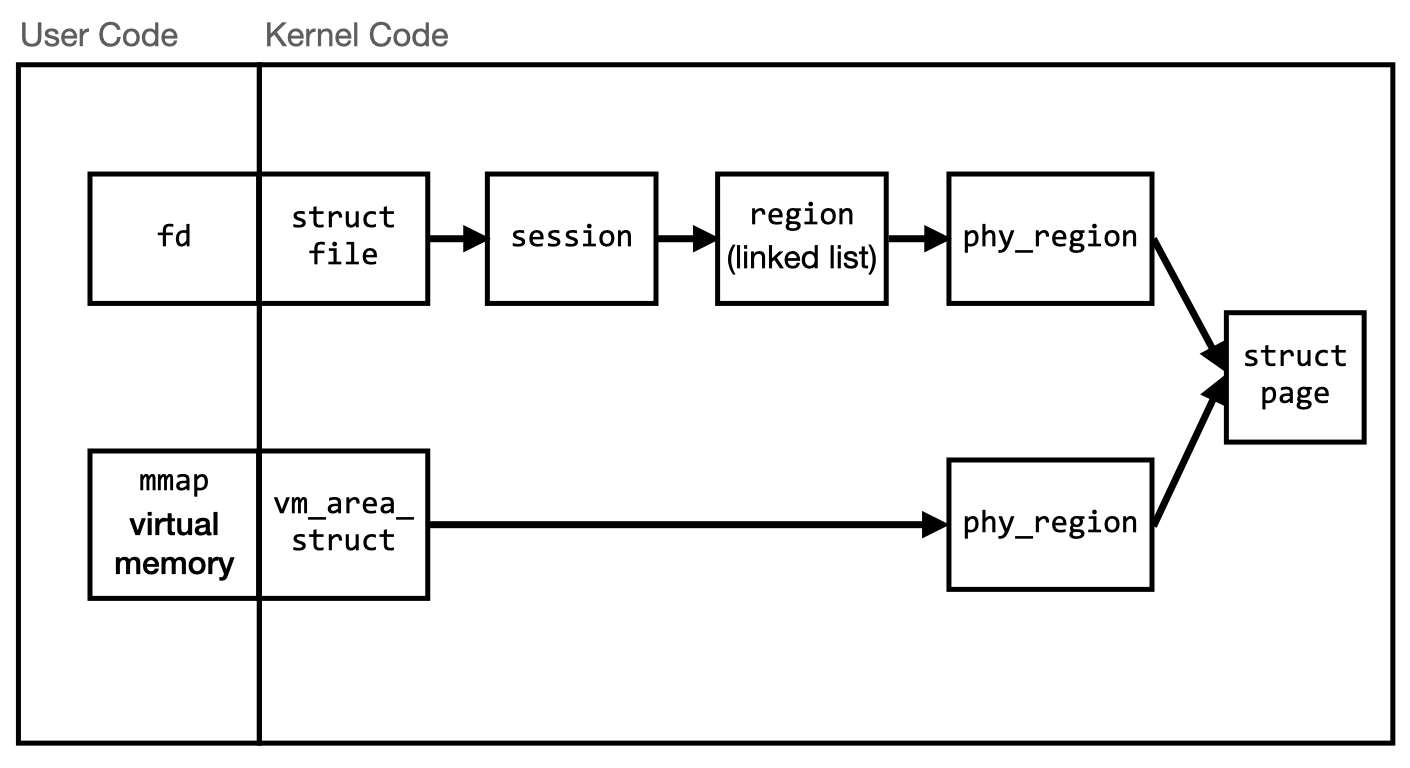 User Code
Kernel Code
fd
struct
file
session
region
(linked list)
phy_region
struct
page
mmap
virtual
memory
vm_area_
struct
phy_region